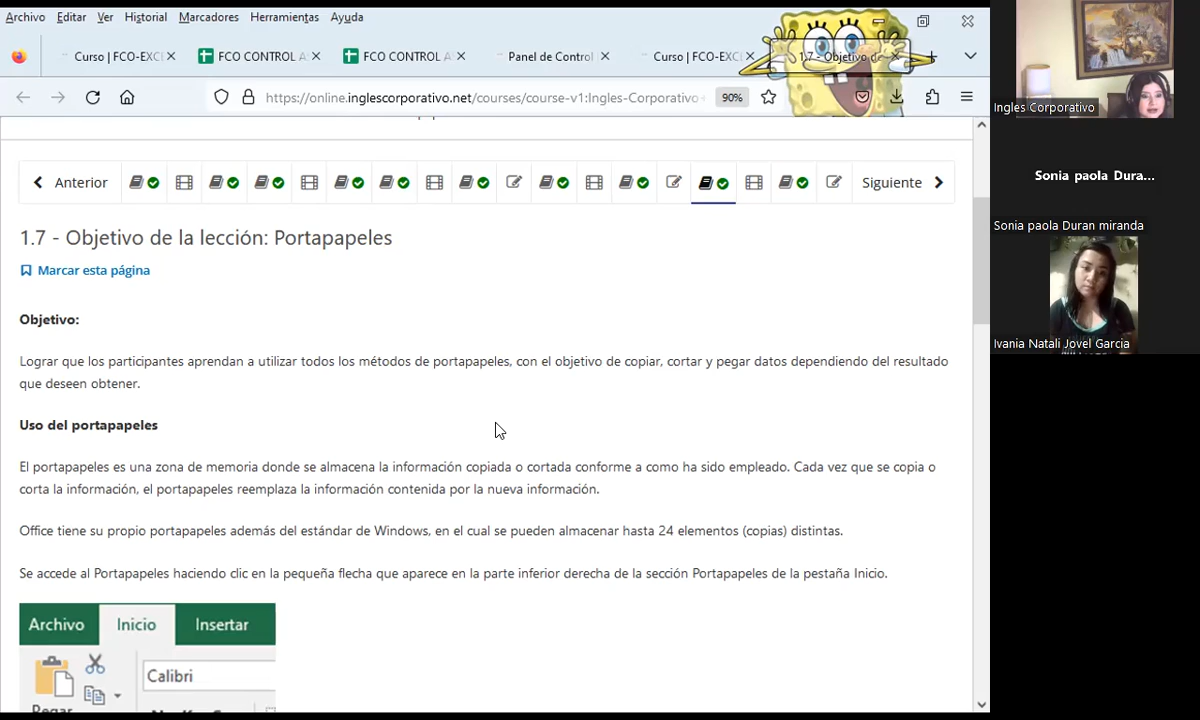 Archivo Editar Ver Historial Marcadores Herramientas Ayuda
Curso | FCO-EXCE
FCO CONTROL A
FCO CONTROL A
Panel de Control
Curso | FCO-EXC
1.7 - Objetivo de
https://online.inglescorporativo.net/courses/course-v1:Ingles-Corporativo+
90%
Anterior
Siguiente
1.7 - Objetivo de la lección: Portapapeles
Marcar esta página
Objetivo:
Lograr que los participantes aprendan a utilizar todos los métodos de portapapeles, con el objetivo de copiar, cortar y pegar datos dependiendo del resultado
que deseen obtener.
Uso del portapapeles
El portapapeles es una zona de memoria donde se almacena la información copiada o cortada conforme a como ha sido empleado. Cada vez que se copia o
corta la información, el portapapeles reemplaza la información contenida por la nueva información.
Office tiene su propio portapapeles además del estándar de Windows, en el cual se pueden almacenar hasta 24 elementos (copias) distintas.
Se accede al Portapapeles haciendo clic en la pequeña flecha que aparece en la parte inferior derecha de la sección Portapapeles de la pestaña Inicio.
Archivo Inicio Insertar
Calibri
Pegar
Ingles Corporativo
Sonia paola Dura...
Sonia paola Duran miranda
Ivania Natali Jovel Garcia